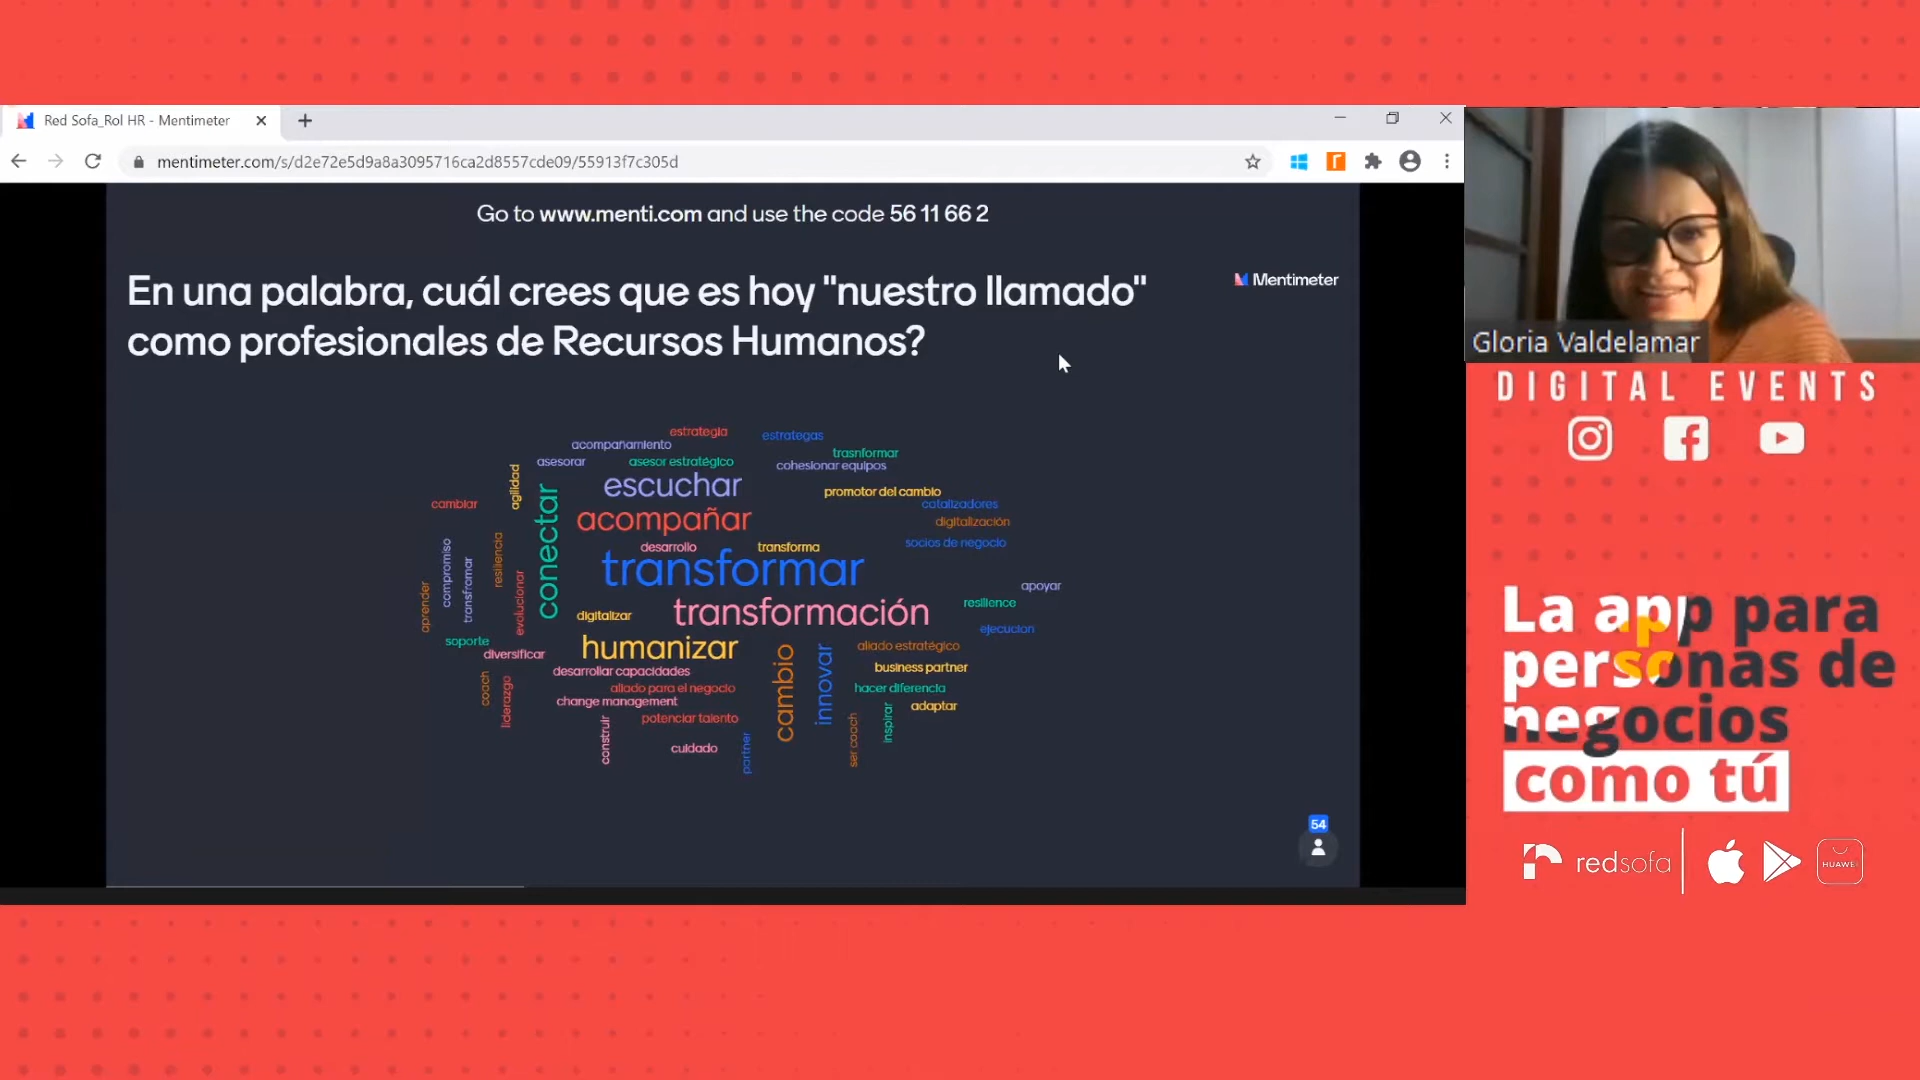 Red Sofa_Rol HR - Mentimeter
mentimeter.com/s/d2e72e5d9a8a3095716ca2d8557cde09/55913f7c305d
Go to www.menti.com and use the code 56 11 66 2
En una palabra, cuál crees que es hoy "nuestro llamado"
como profesionales de Recursos Humanos?
Mentimeter
estrategia
estrategas
acompañamiento
trasnformar
asesorar
asesor estratégico
cohesionar equipos
agilidad
escuchar
promotor del cambio
cambiar
conectar
catalizadores
acompañar
digitalización
desarrollo
transforma
socios de negocio
compromiso
resiliencia
transformar
transframar
evolucionar
aprender
apoyar
resilience
digitalizar
transformación
ejecucion
soporte
humanizar
aliado estratégico
diversificar
cambio
innovar
business partner
desarrollar capacidades
coach
liderazgo
aliado para el negocio
hacer diferencia
change management
inspirar
adaptar
construir
potenciar talento
ser coach
cuidado
partner
54
Gloria Valdelamar
DIGITAL EVENTS
La app para
personas de
negocios
como tú
redsofa
HUAWEI